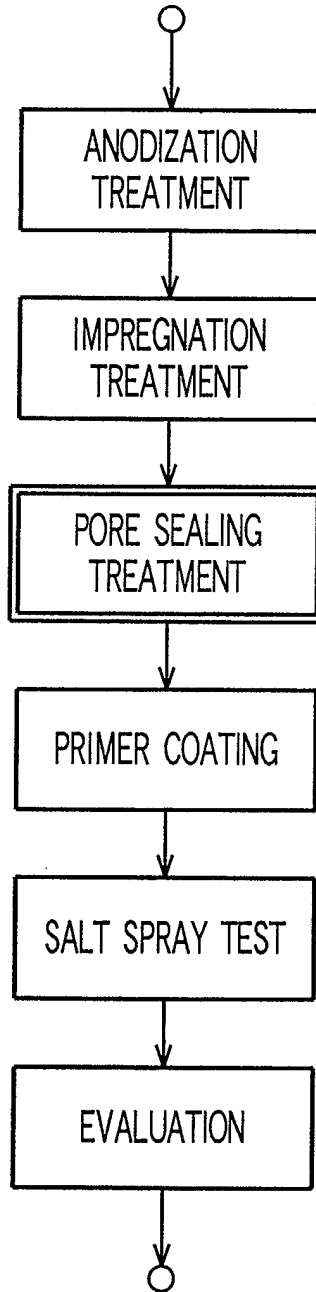 ANODIZATION
TREATMENT
IMPREGNATION
TREATMENT
PORE SEALING
TREATMENT
PRIMER COATING
SALT SPRAY TEST
EVALUATION